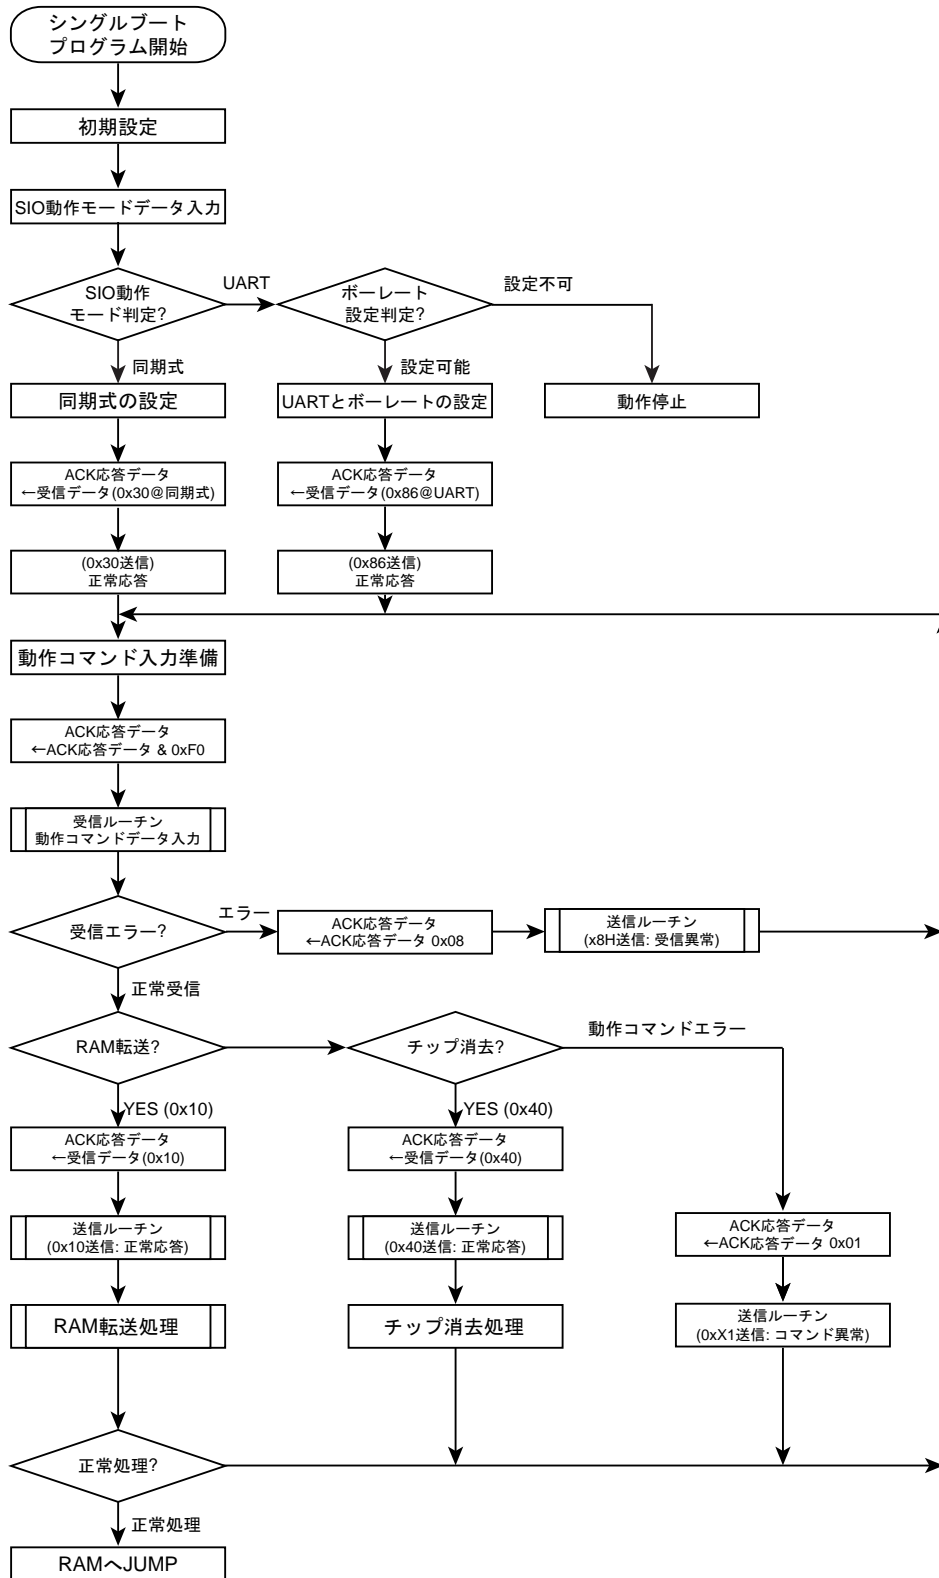 シングルブート
プログラム開始
初期設定
SIO動作モードデータ入力
SIO動作
モード判定?
UART
ボーレート
設定判定?
設定不可
同期式
設定可能
同期式の設定
UARTとボーレートの設定
動作停止
ACK応答データ
←受信データ(0x30@同期式)
ACK応答データ
←受信データ(0x86@UART)
(0x30送信)
正常応答
(0x86送信)
正常応答
動作コマンド入力準備
ACK応答データ
←ACK応答データ & 0xF0
受信ルーチン
動作コマンドデータ入力
受信エラー?
エラー
ACK応答データ
←ACK応答データ 0x08
送信ルーチン
(x8H送信: 受信異常)
正常受信
RAM転送?
チップ消去?
動作コマンドエラー
YES (0x10)
YES (0x40)
ACK応答データ
←受信データ(0x10)
ACK応答データ
←受信データ(0x40)
送信ルーチン
(0x10送信: 正常応答)
送信ルーチン
(0x40送信: 正常応答)
ACK応答データ
←ACK応答データ 0x01
RAM転送処理
チップ消去処理
送信ルーチン
(0xX1送信: コマンド異常)
正常処理?
正常処理
RAMへJUMP